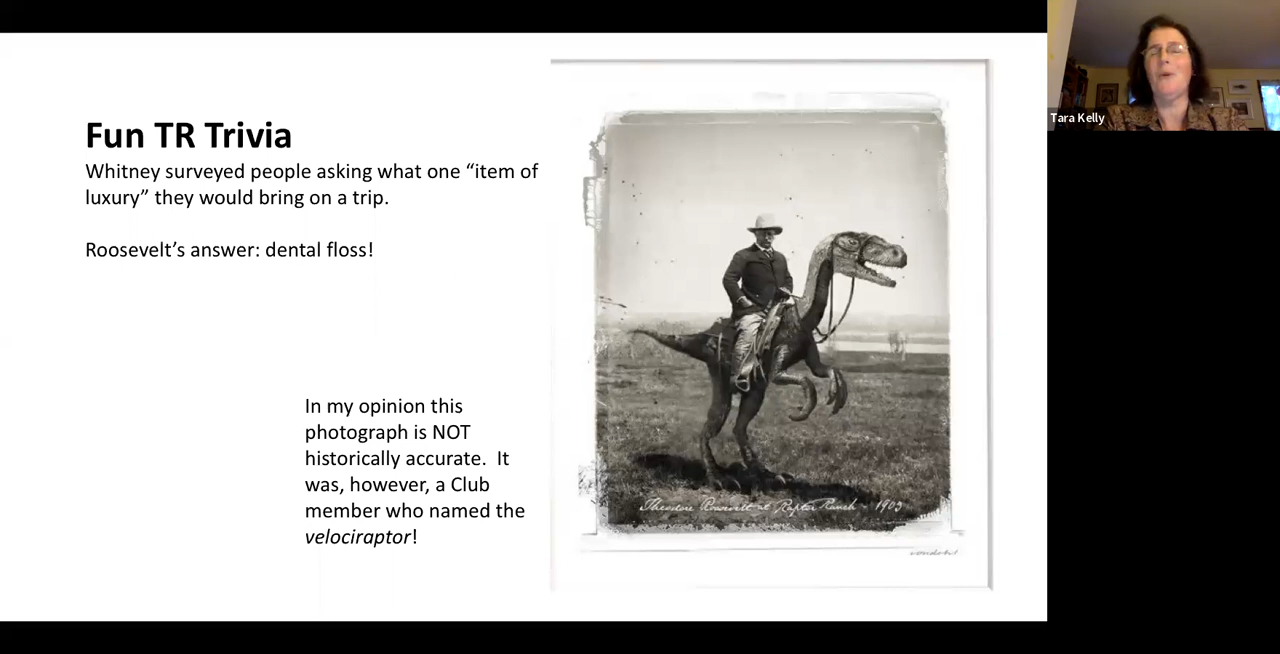 Fun TR Trivia
Whitney surveyed people asking what one “item of
luxury” they would bring on a trip.
Roosevelt’s answer: dental floss!
In my opinion this
photograph is NOT
historically accurate.  It
was, however, a Club
member who named the
velociraptor!
Theodore Roosevelt at Raptor Ranch - 1903
Tara Kelly